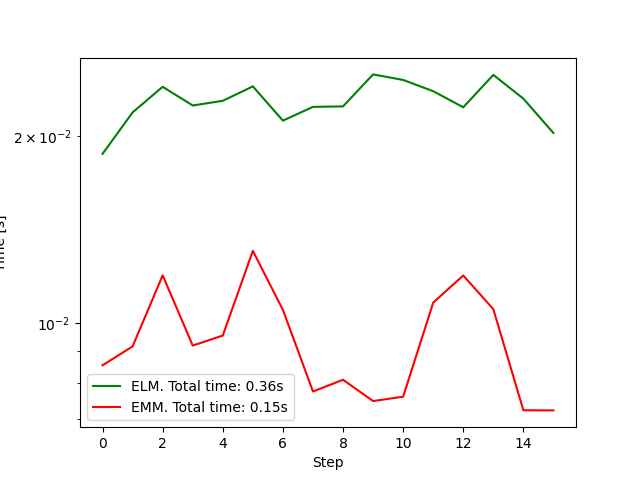 2 × 10⁻²
10⁻²
Time [s]
ELM. Total time: 0.36s
EMM. Total time: 0.15s
0 2 4 6 8 10 12 14
Step